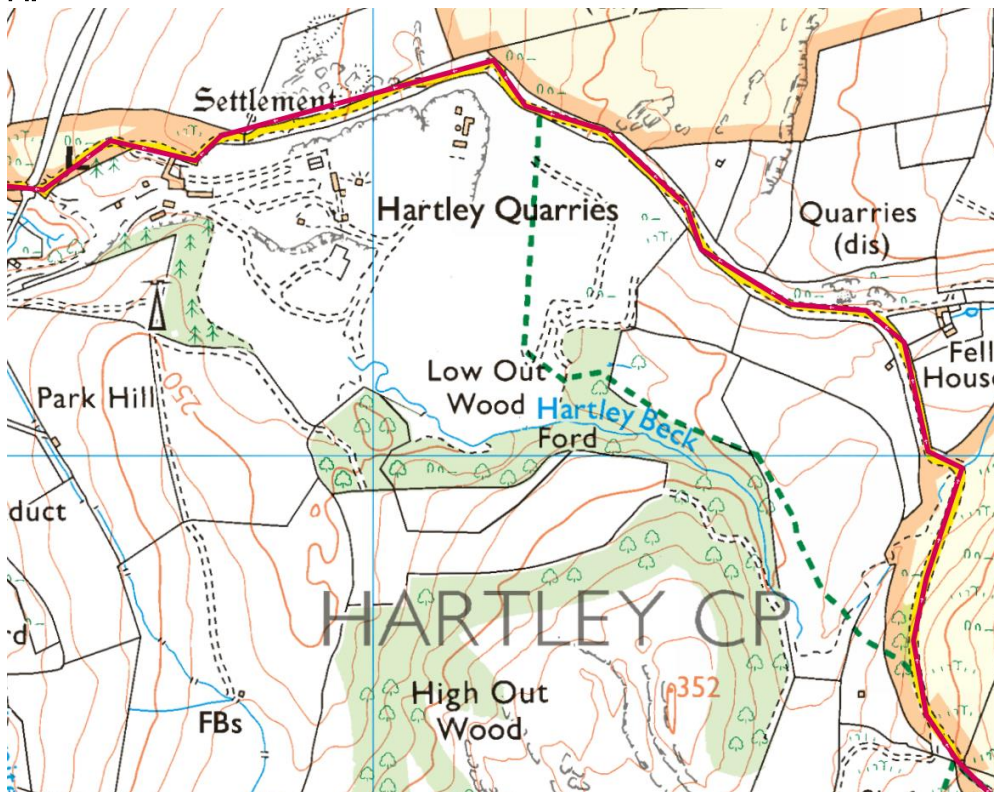 Settlement
Hartley Quarries
Quarries
(dis)
Fell
House
Low Out
Wood
Hartley Beck
Ford
Park Hill
250
duct
HARTLEY CP
352
High Out
Wood
FBs